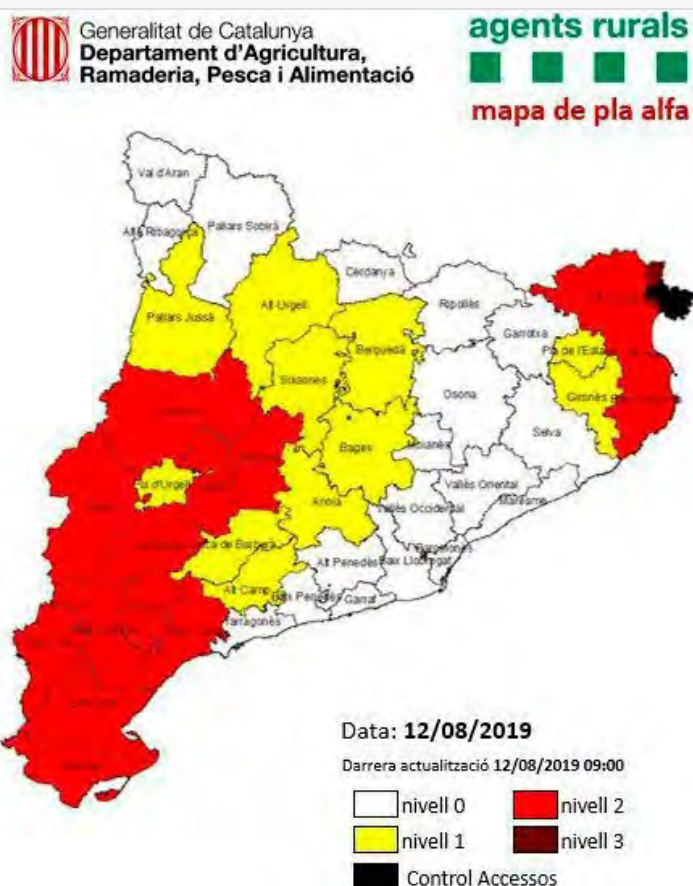 Generalitat de Catalunya
Departament d'Agricultura,
Ramaderia, Pesca i Alimentació
agents rurals
mapa de pla alfa
Val d'Aran
Pallars Sobirà
Alta Ribagorça
Cerdanya
Alt Urgell
Ripollès
Pallars Jussà
Garrotxa
Berguedà
Solsonès
Osona
Gironès
Bages
Moianès
Selva
Pla d'Urgell
Vallès Oriental
Anoia
Maresme
Vallès Occidental
Barcelonès
Alt Penedès
Baix Llobregat
Alt Camp
Baix Penedès
Garraf
Tarragonès
Data: 12/08/2019
Darrera actualització 12/08/2019 09:00
nivell 0
nivell 2
nivell 1
nivell 3
Control Accessos